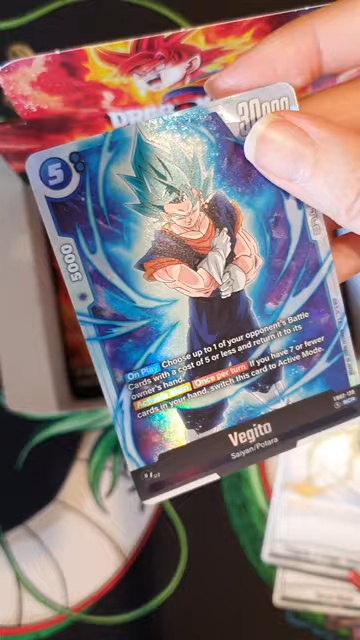 DRAGON
30000
5
5000
On Play Choose up to 1 of your opponent's Battle
Cards with a cost of 5 or less and return it to its
owner's hand.
Once per turn If you have 7 or fewer
cards in your hand, switch this card to Active Mode.
Vegito
Saiyan/Potara